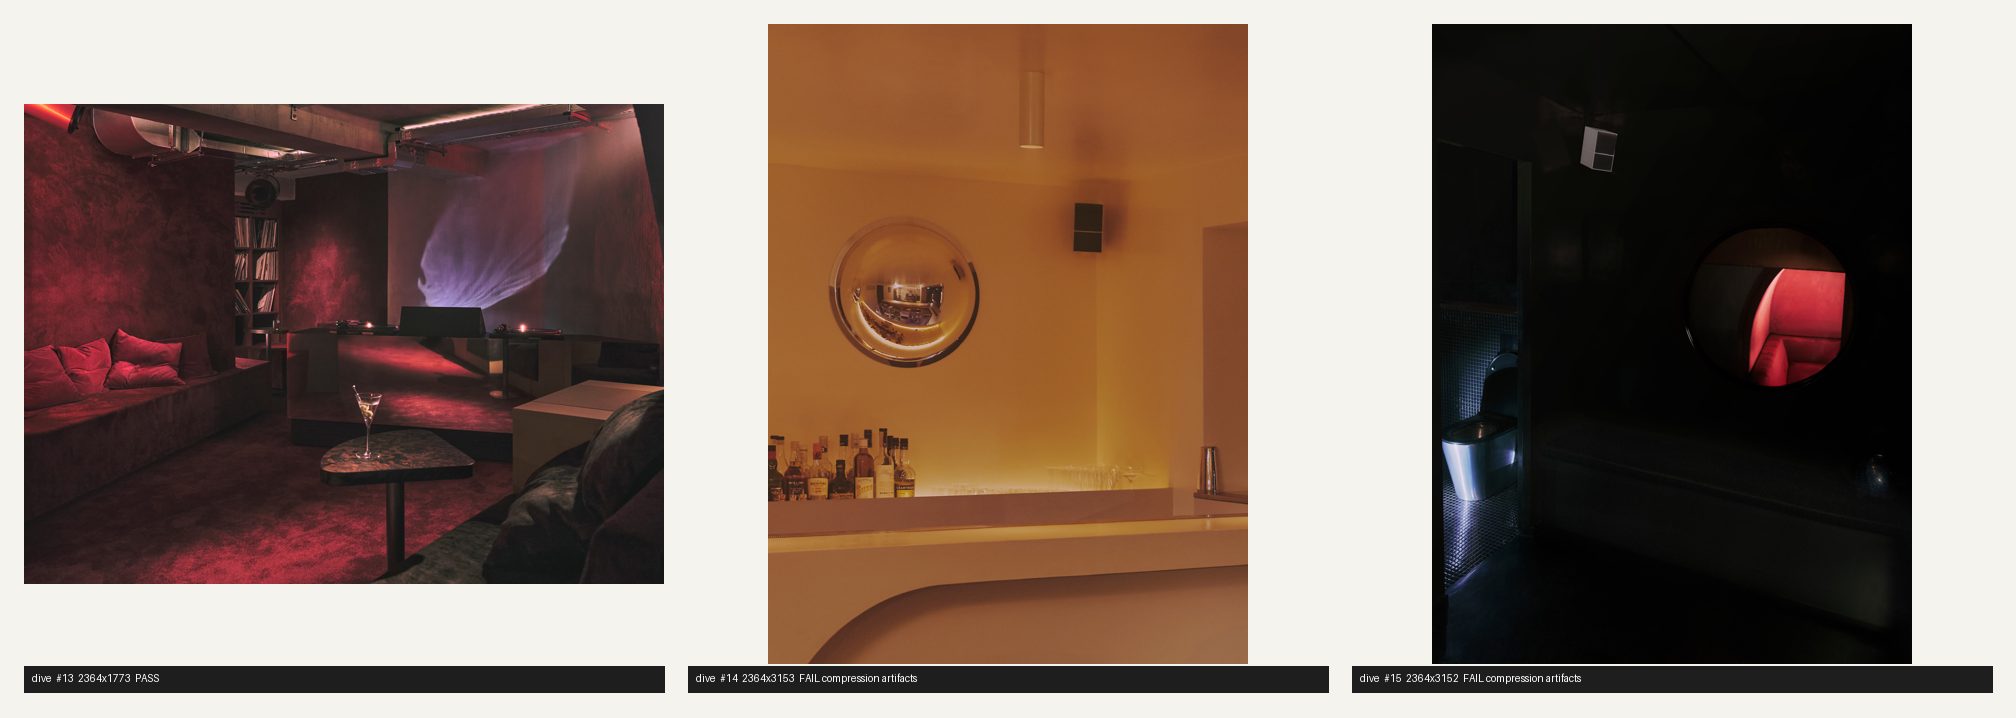 dive #13 2364x1773 PASS
dive #14 2364x3153 FAIL compression artifacts
dive #15 2364x3152 FAIL compression artifacts